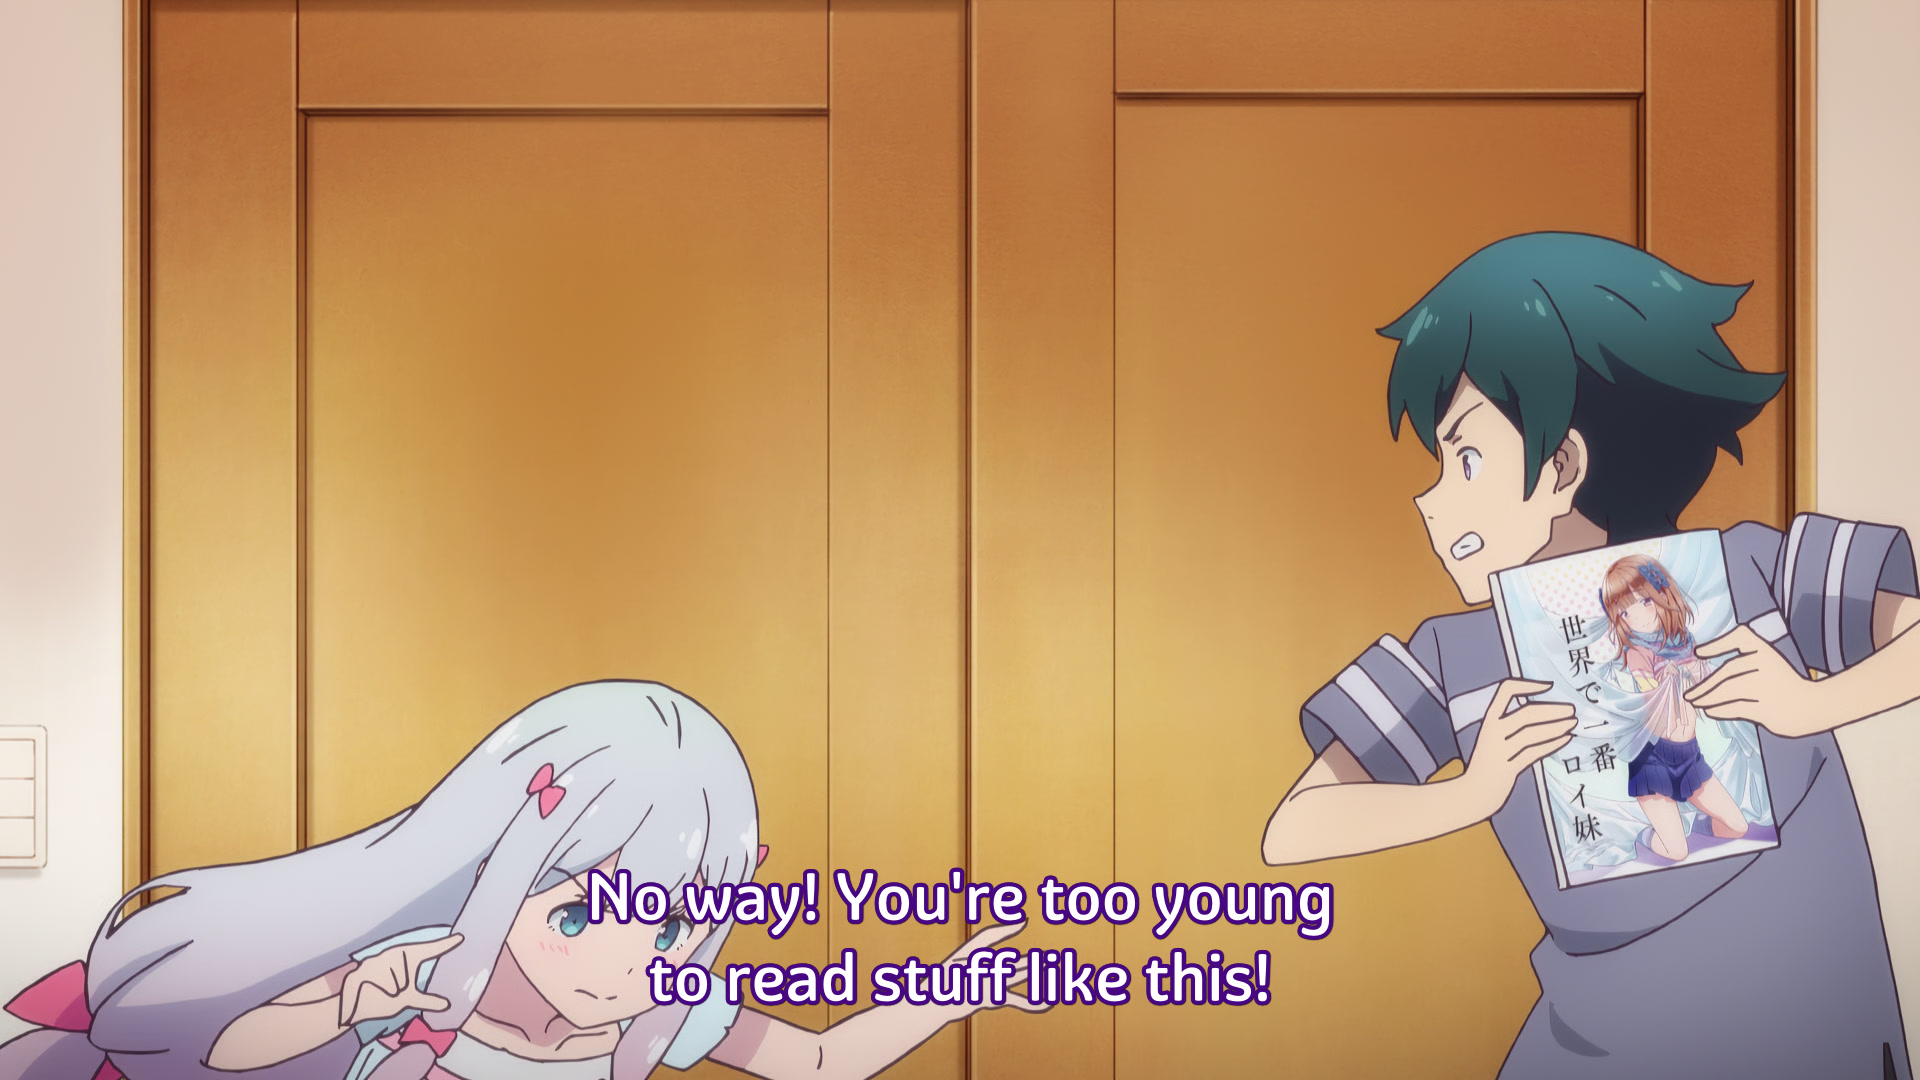 世界で一番
エロイ妹
No way! You're too young
to read stuff like this!